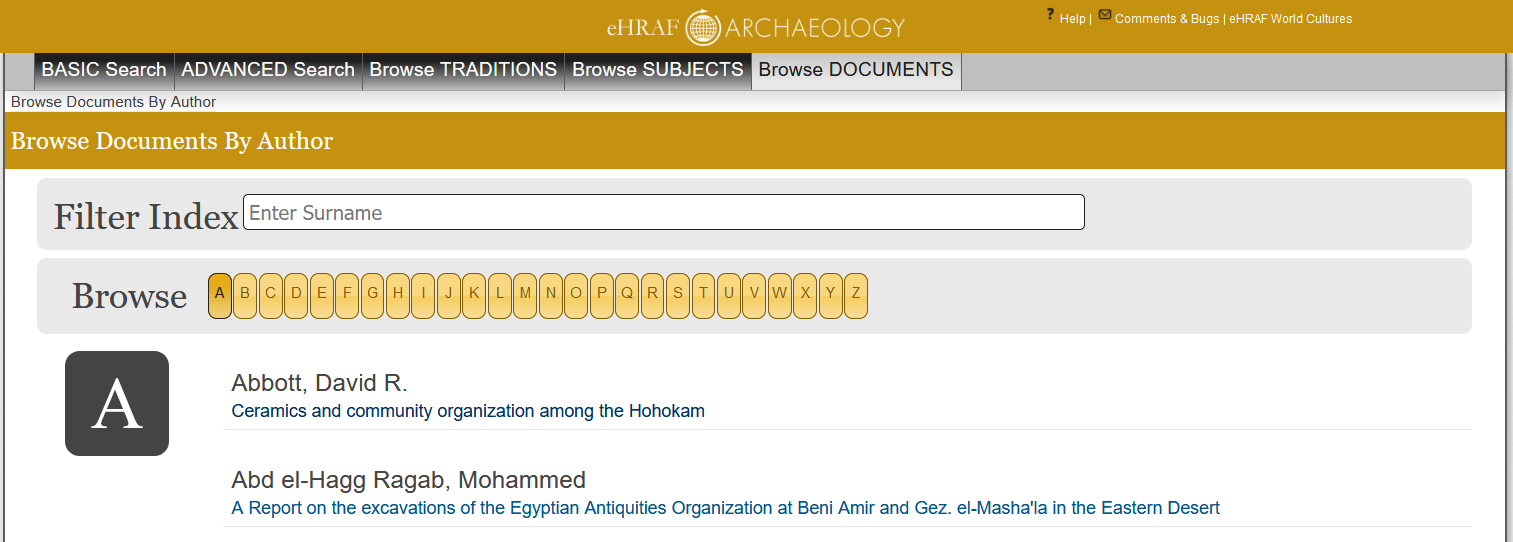 eHRAF ARCHAEOLOGY
? Help | Comments & Bugs | eHRAF World Cultures
BASIC Search ADVANCED Search Browse TRADITIONS Browse SUBJECTS Browse DOCUMENTS
Browse Documents By Author
Browse Documents By Author
Filter Index Enter Surname
Browse A B C D E F G H I J K L M N O P Q R S T U V W X Y Z
A
Abbott, David R.
Ceramics and community organization among the Hohokam
Abd el-Hagg Ragab, Mohammed
A Report on the excavations of the Egyptian Antiquities Organization at Beni Amir and Gez. el-Masha'la in the Eastern Desert